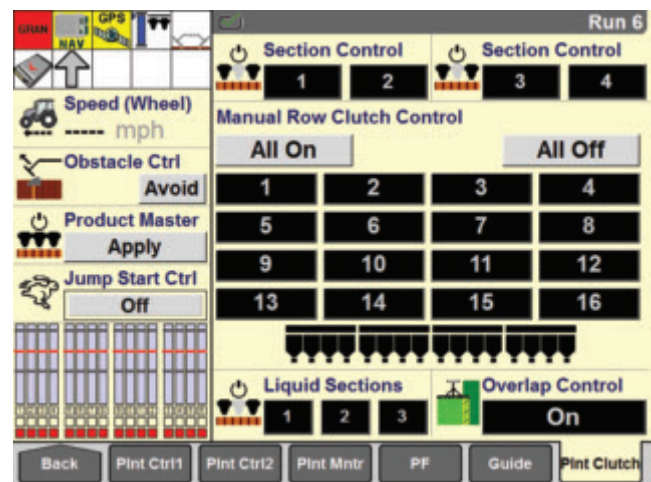 GRAN
NAV
GPS
Run 6
Speed (Wheel)
----- mph
Obstacle Ctrl
Avoid
Product Master
Apply
Jump Start Ctrl
Off
Section Control
1 2
Section Control
3 4
Manual Row Clutch Control
All On All Off
1 2 3 4
5 6 7 8
9 10 11 12
13 14 15 16
Liquid Sections
1 2 3
Overlap Control
On
Back Plnt Ctrl1 Plnt Ctrl2 Plnt Mntr PF Guide Plnt Clutch